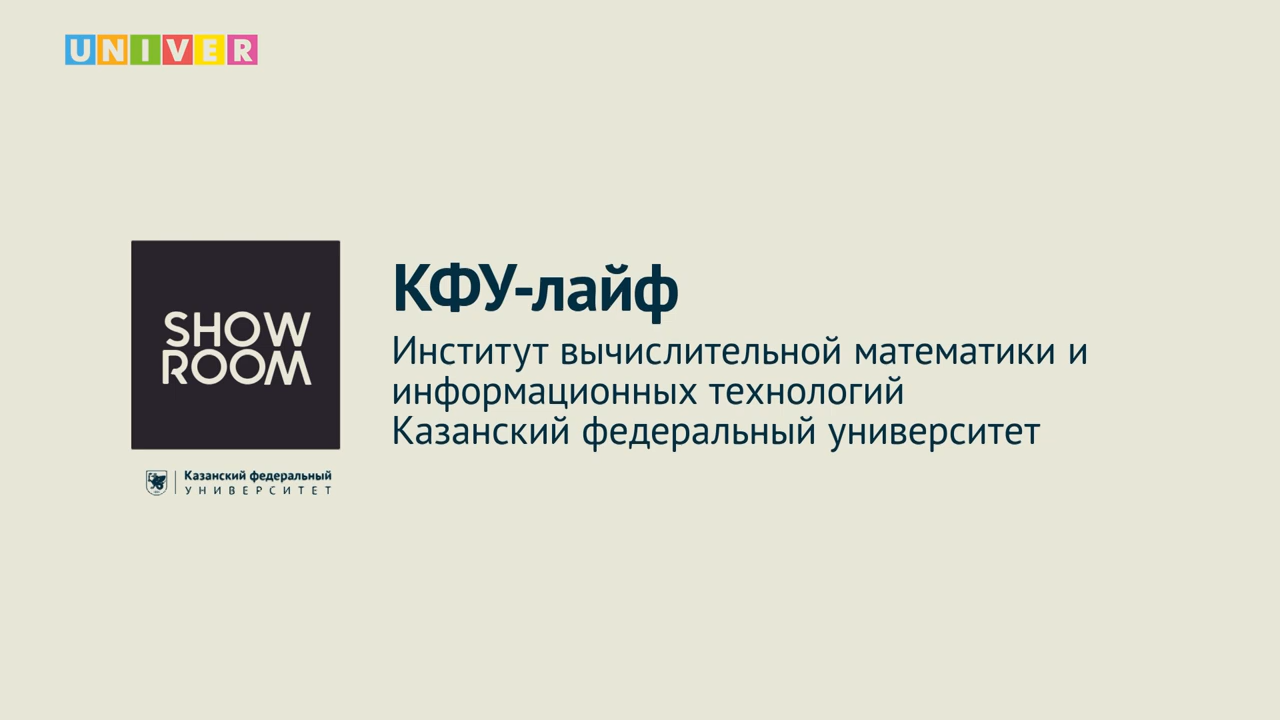 UNIVER
SHOW
ROOM
Казанский федеральный
УНИВЕРСИТЕТ
КФУ-лайф
Институт вычислительной математики и
информационных технологий
Казанский федеральный университет